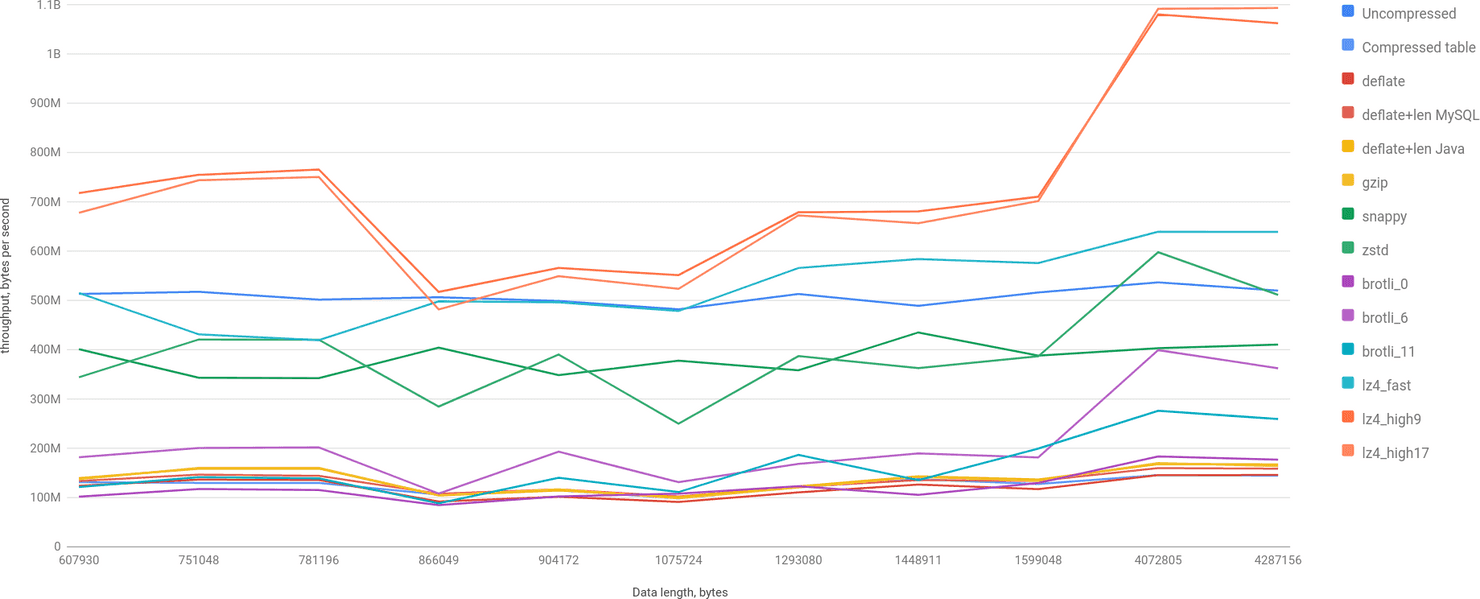 1.1B
1B
900M
800M
700M
600M
500M
400M
300M
200M
100M
0
throughput, bytes per second
607930 751048 781196 866049 904172 1075724 1293080 1448911 1599048 4072805 4287156
Data length, bytes
Uncompressed
Compressed table
deflate
deflate+len MySQL
deflate+len Java
gzip
snappy
zstd
brotli_0
brotli_6
brotli_11
lz4_fast
lz4_high9
lz4_high17